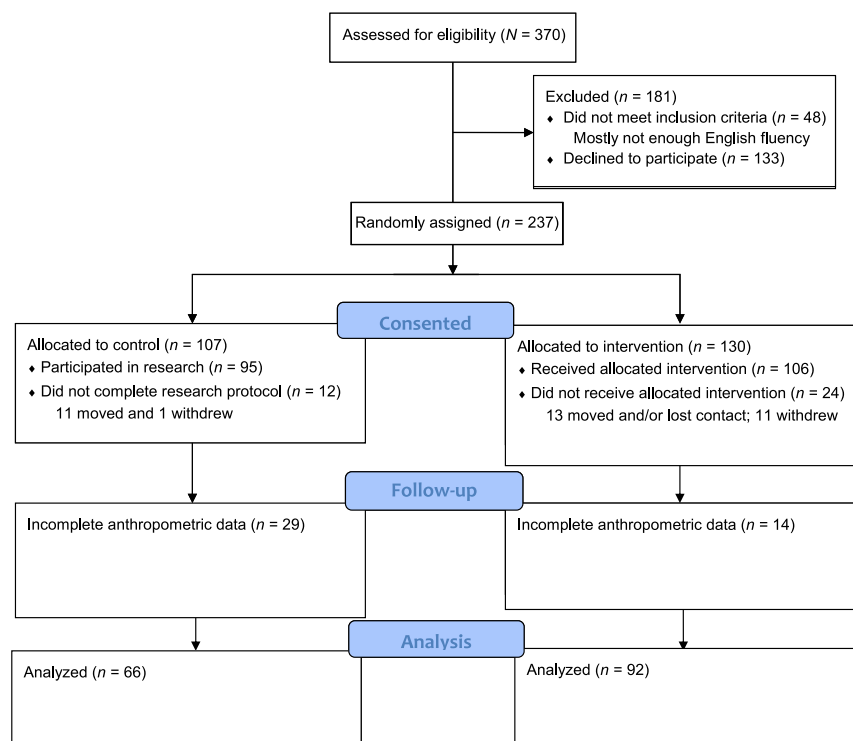 Assessed for eligibility (N = 370)
Excluded (n = 181)
♦ Did not meet inclusion criteria (n = 48)
Mostly not enough English fluency
♦ Declined to participate (n = 133)
Randomly assigned (n = 237)
Consented
Allocated to control (n = 107)
♦ Participated in research (n = 95)
♦ Did not complete research protocol (n = 12)
11 moved and 1 withdrew
Allocated to intervention (n = 130)
♦ Received allocated intervention (n = 106)
♦ Did not receive allocated intervention (n = 24)
13 moved and/or lost contact; 11 withdrew
Follow-up
Incomplete anthropometric data (n = 29)
Incomplete anthropometric data (n = 14)
Analysis
Analyzed (n = 66)
Analyzed (n = 92)